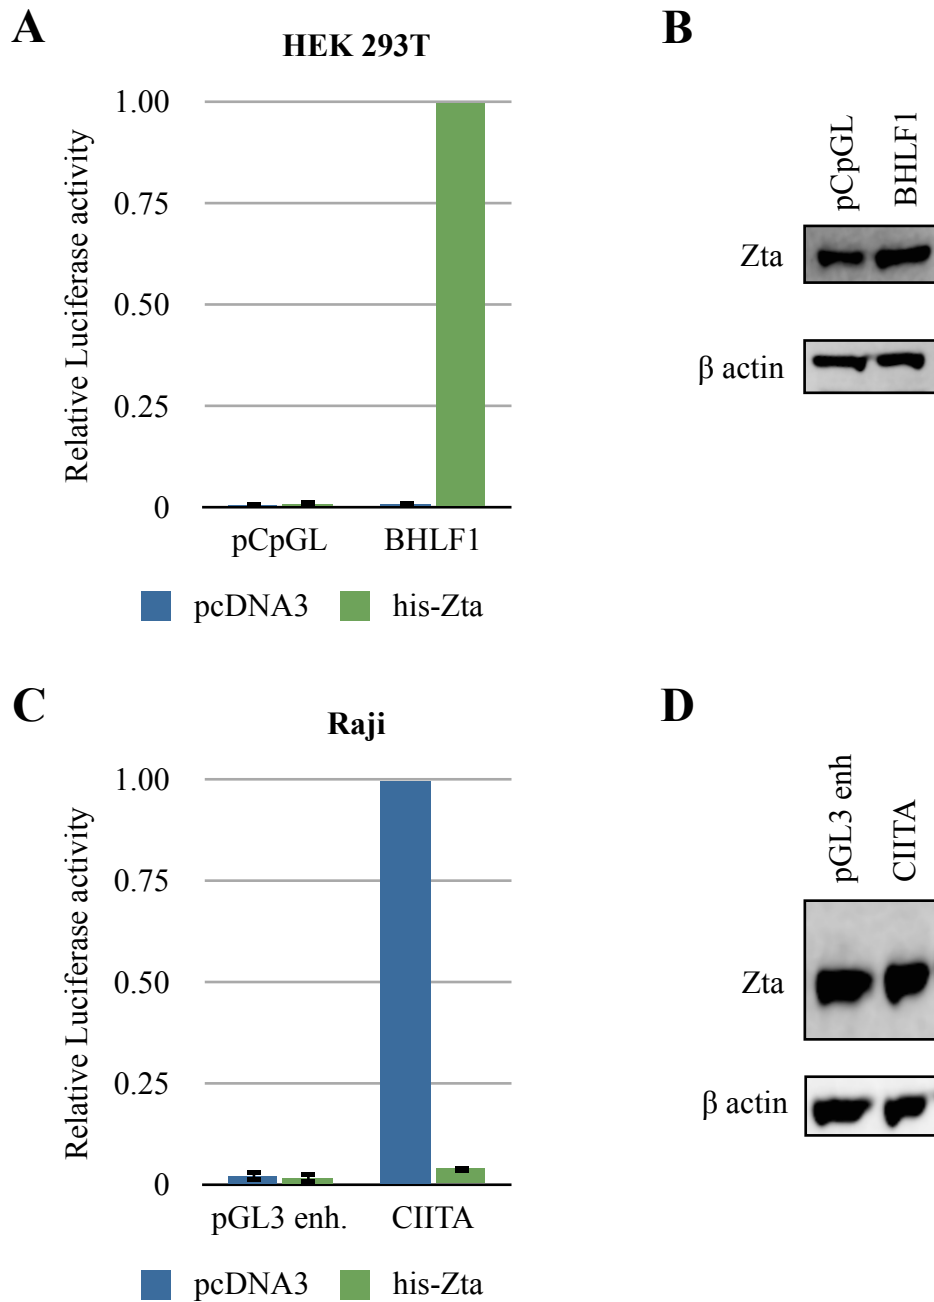 A
HEK 293T
Relative Luciferase activity
1.00
0.75
0.50
0.25
0
pCpGL
BHLF1
pcDNA3
his-Zta
B
pCpGL
BHLF1
Zta
β actin
C
Raji
Relative Luciferase activity
1.00
0.75
0.50
0.25
0
pGL3 enh.
CIITA
pcDNA3
his-Zta
D
pGL3 enh
CIITA
Zta
β actin